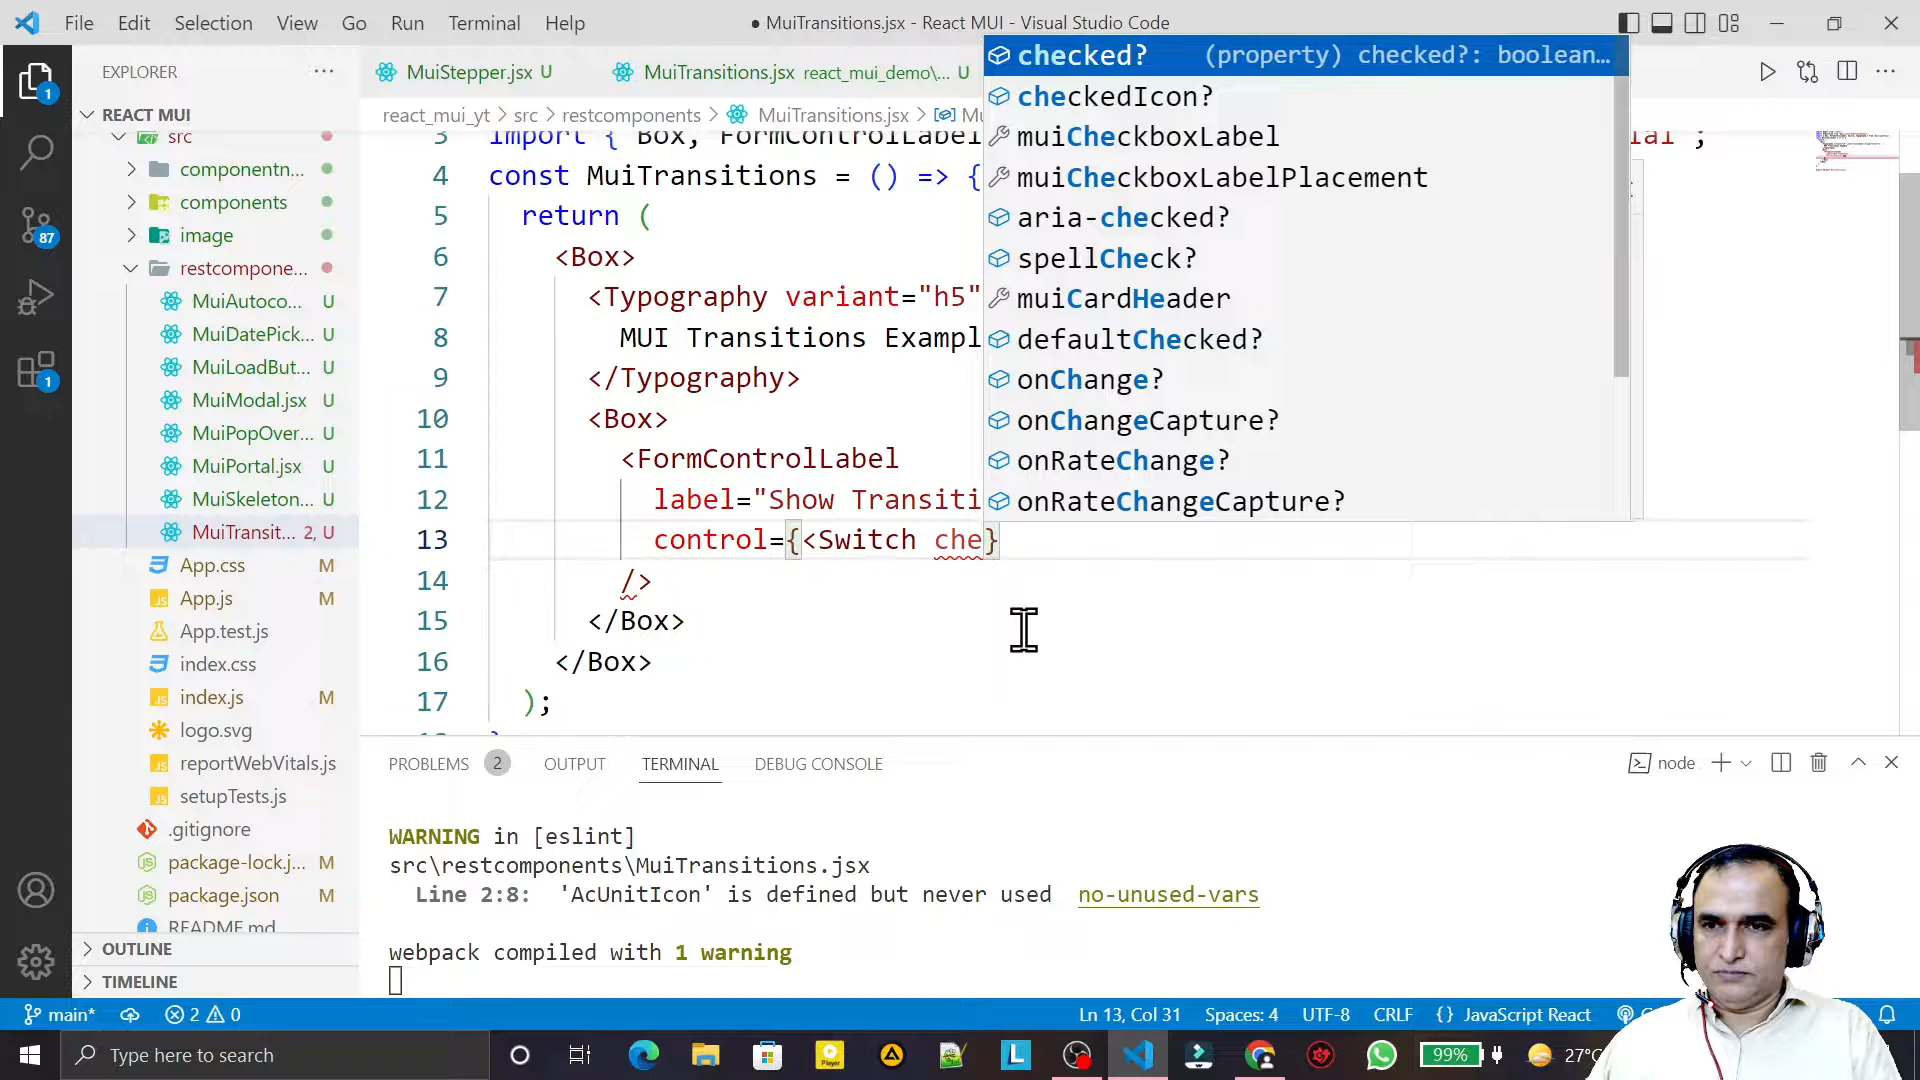 File Edit Selection View Go Run Terminal Help
● MuiTransitions.jsx - React MUI - Visual Studio Code
EXPLORER ...
REACT MUI
src
componentn...
components
image
restcompone...
MuiAutoco... U
MuiDatePick... U
MuiLoadBut... U
MuiModal.jsx U
MuiPopOver... U
MuiPortal.jsx U
MuiSkeleton... U
MuiTransit... 2, U
App.css M
App.js M
App.test.js
index.css
index.js M
logo.svg
reportWebVitals.js
setupTests.js
.gitignore
package-lock.j... M
package.json M
README.md
OUTLINE
TIMELINE
1
87
1
MuiStepper.jsx U
MuiTransitions.jsx react_mui_demo\... U
react_mui_yt > src > restcomponents > MuiTransitions.jsx >
3 import { Box, FormControlLabel
4 const MuiTransitions = () => {
5 return (
6 <Box>
7 <Typography variant="h5"
8 MUI Transitions Exampl
9 </Typography>
10 <Box>
11 <FormControlLabel
12 label="Show Transiti
13 control={<Switch che}
14 />
15 </Box>
16 </Box>
17 );
checked? (property) checked?: boolean...
checkedIcon?
muiCheckboxLabel
muiCheckboxLabelPlacement
aria-checked?
spellCheck?
muiCardHeader
defaultChecked?
onChange?
onChangeCapture?
onRateChange?
onRateChangeCapture?
PROBLEMS 2 OUTPUT TERMINAL DEBUG CONSOLE
node
WARNING in [eslint]
src\restcomponents\MuiTransitions.jsx
Line 2:8: 'AcUnitIcon' is defined but never used no-unused-vars
webpack compiled with 1 warning
main* 2 0
Ln 13, Col 31 Spaces: 4 UTF-8 CRLF {} JavaScript React
Type here to search
Player
L
99%
27°C